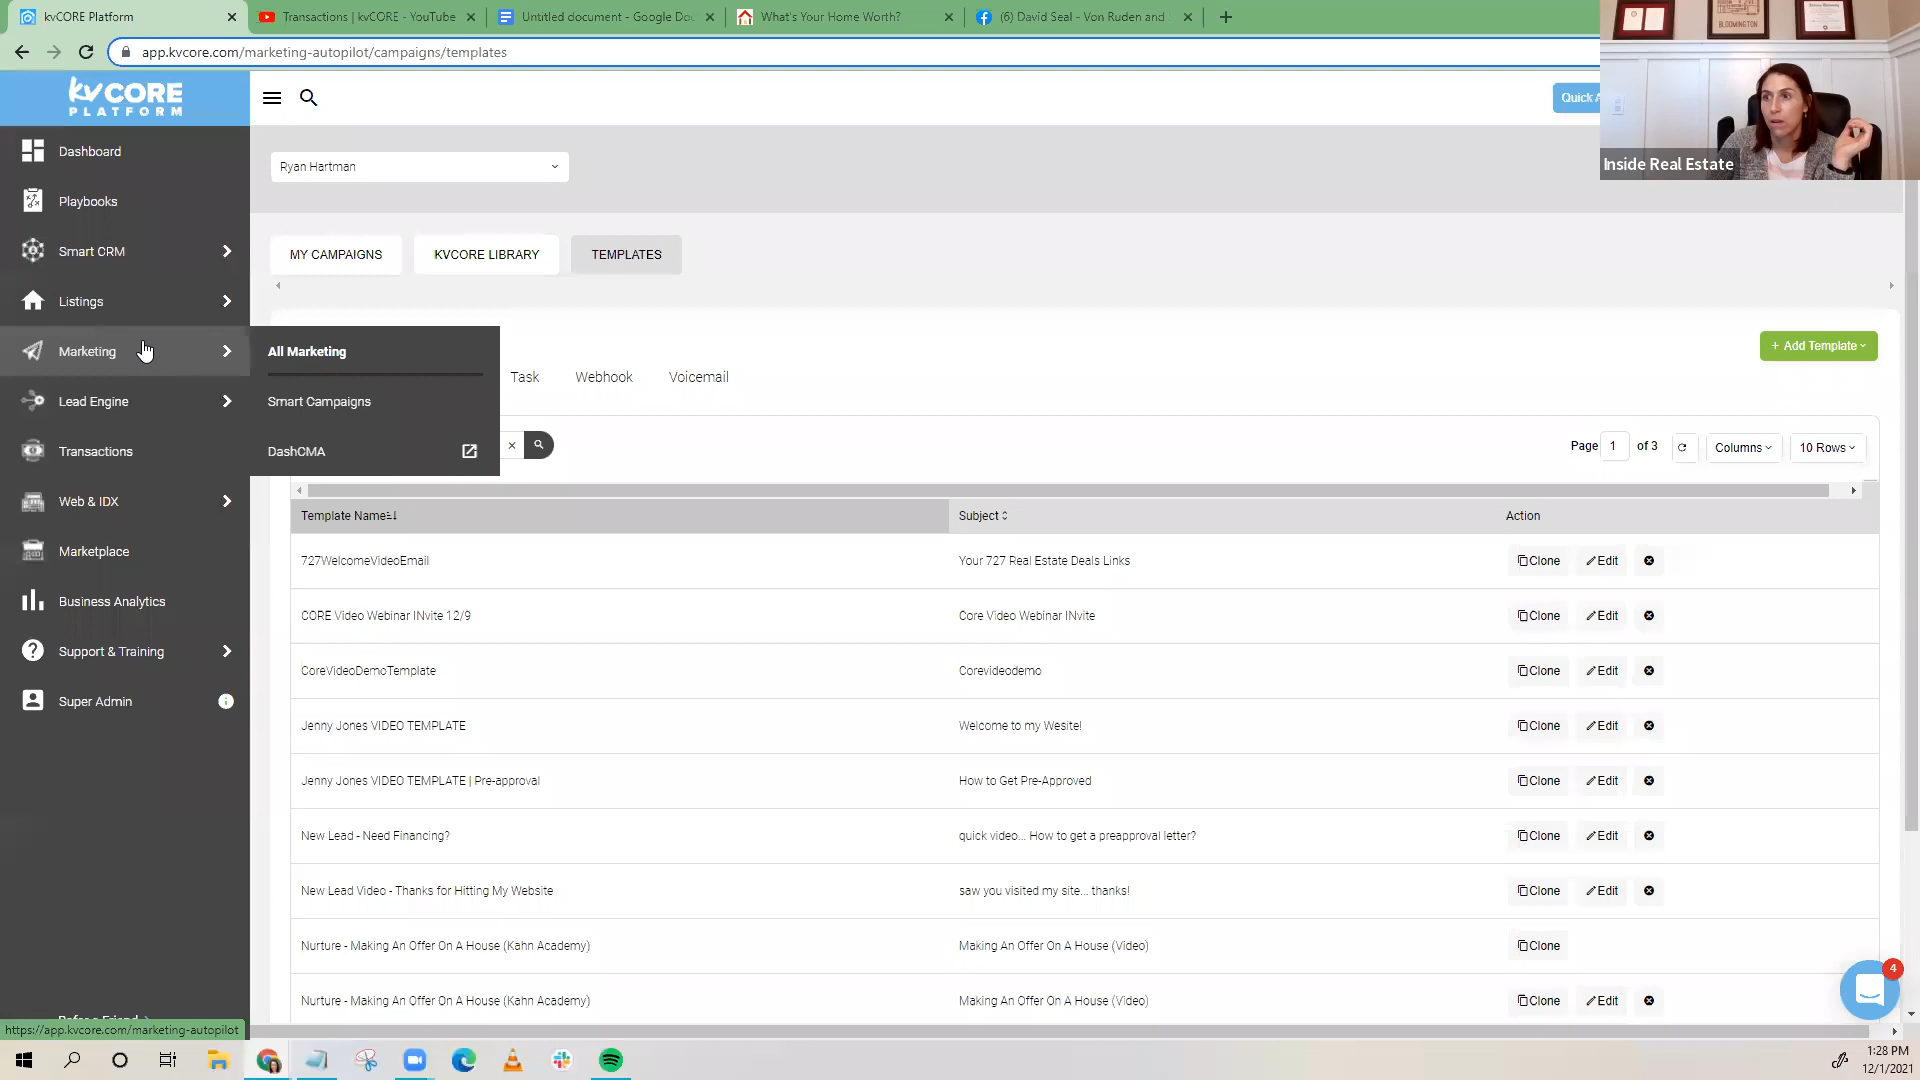 kvCORE Platform
Transactions | kvCORE - YouTube
Untitled document - Google Do
What's Your Home Worth?
(6) David Seal - Von Ruden and
app.kvcore.com/marketing-autopilot/campaigns/templates
BLOOMINGTON
kvCORE
PLATFORM
Quick A
Inside Real Estate
Dashboard
Ryan Hartman
Playbooks
Smart CRM
MY CAMPAIGNS
KVCORE LIBRARY
TEMPLATES
Listings
Marketing
All Marketing
+ Add Template
Task
Webhook
Voicemail
Lead Engine
Smart Campaigns
Transactions
DashCMA
Page 1 of 3
Columns
10 Rows
Web & IDX
Template Name
Subject
Action
Marketplace
727WelcomeVideoEmail
Your 727 Real Estate Deals Links
Clone
Edit
Business Analytics
CORE Video Webinar INvite 12/9
Core Video Webinar INvite
Clone
Edit
Support & Training
CoreVideoDemoTemplate
Corevideodemo
Clone
Edit
Super Admin
Jenny Jones VIDEO TEMPLATE
Welcome to my Wesite!
Clone
Edit
Jenny Jones VIDEO TEMPLATE | Pre-approval
How to Get Pre-Approved
Clone
Edit
New Lead - Need Financing?
quick video... How to get a preapproval letter?
Clone
Edit
New Lead Video - Thanks for Hitting My Website
saw you visited my site... thanks!
Clone
Edit
Nurture - Making An Offer On A House (Kahn Academy)
Making An Offer On A House (Video)
Clone
4
Nurture - Making An Offer On A House (Kahn Academy)
Making An Offer On A House (Video)
Clone
Edit
https://app.kvcore.com/marketing-autopilot
1:28 PM
12/1/2021